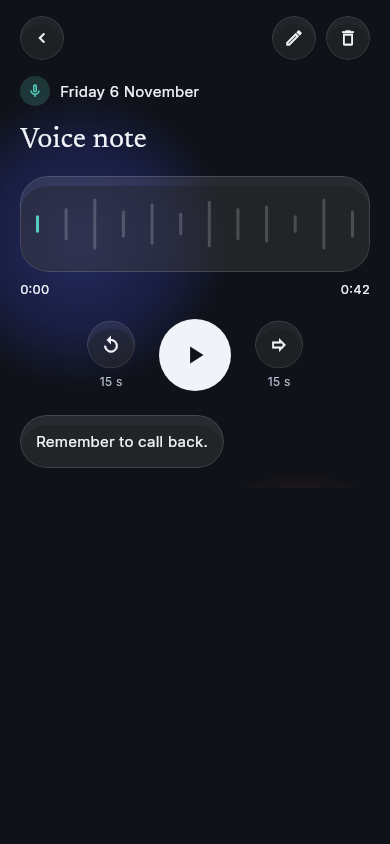 Friday 6 November
Voice note
0:00
0:42
15 s
15 s
Remember to call back.